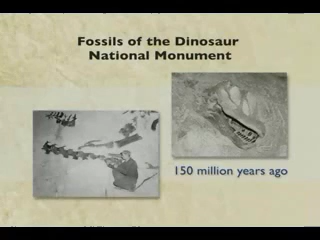 Fossils of the Dinosaur
National Monument
150 million years ago